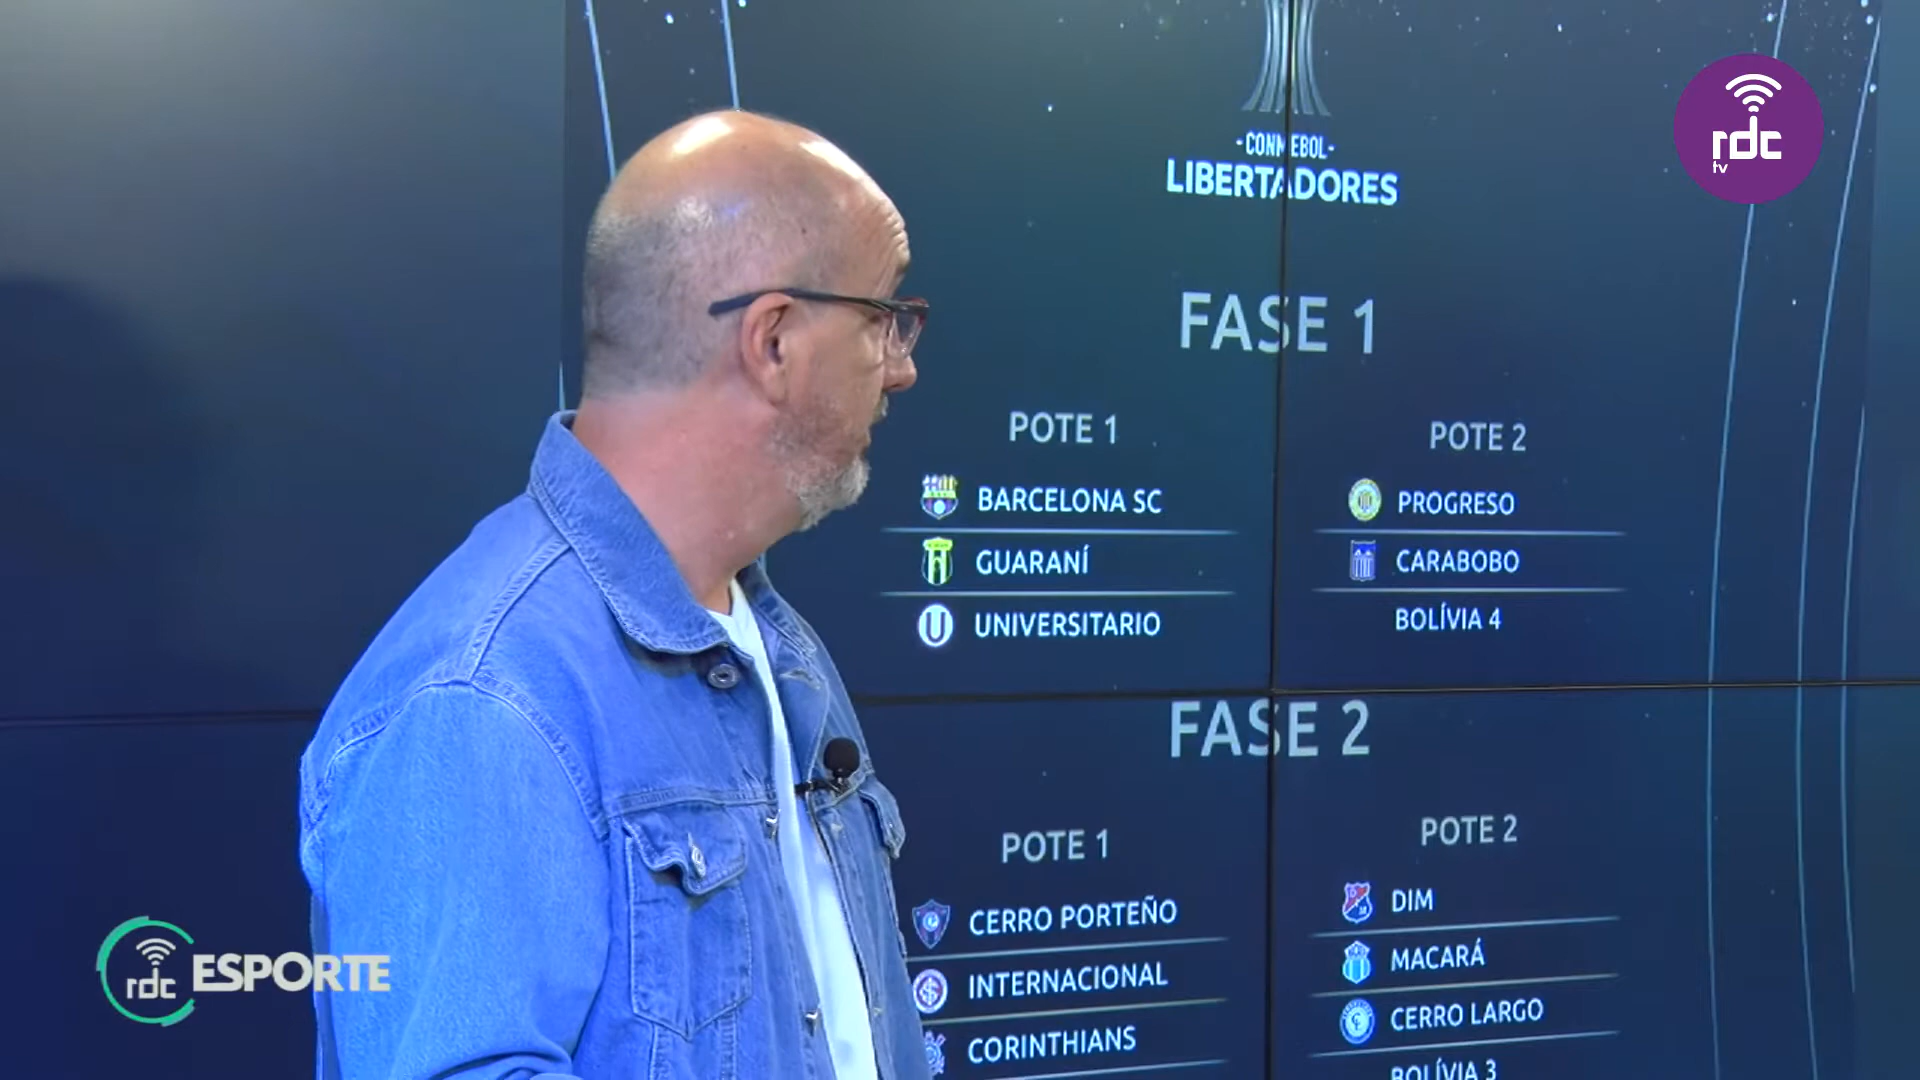 -CONMEBOL-
LIBERTADORES
rdc
tv
FASE 1
POTE 1
BARCELONA SC
GUARANÍ
UNIVERSITARIO
POTE 2
PROGRESO
CARABOBO
BOLÍVIA 4
FASE 2
POTE 1
CERRO PORTEÑO
INTERNACIONAL
CORINTHIANS
POTE 2
DIM
MACARÁ
CERRO LARGO
BOLÍVIA 3
rdc ESPORTE